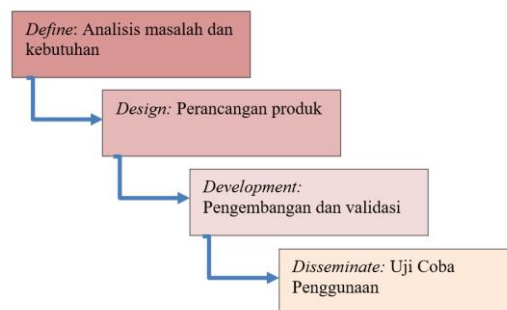 Define: Analisis masalah dan
kebutuhan
Design: Perancangan produk
Development:
Pengembangan dan validasi
Disseminate: Uji Coba
Penggunaan